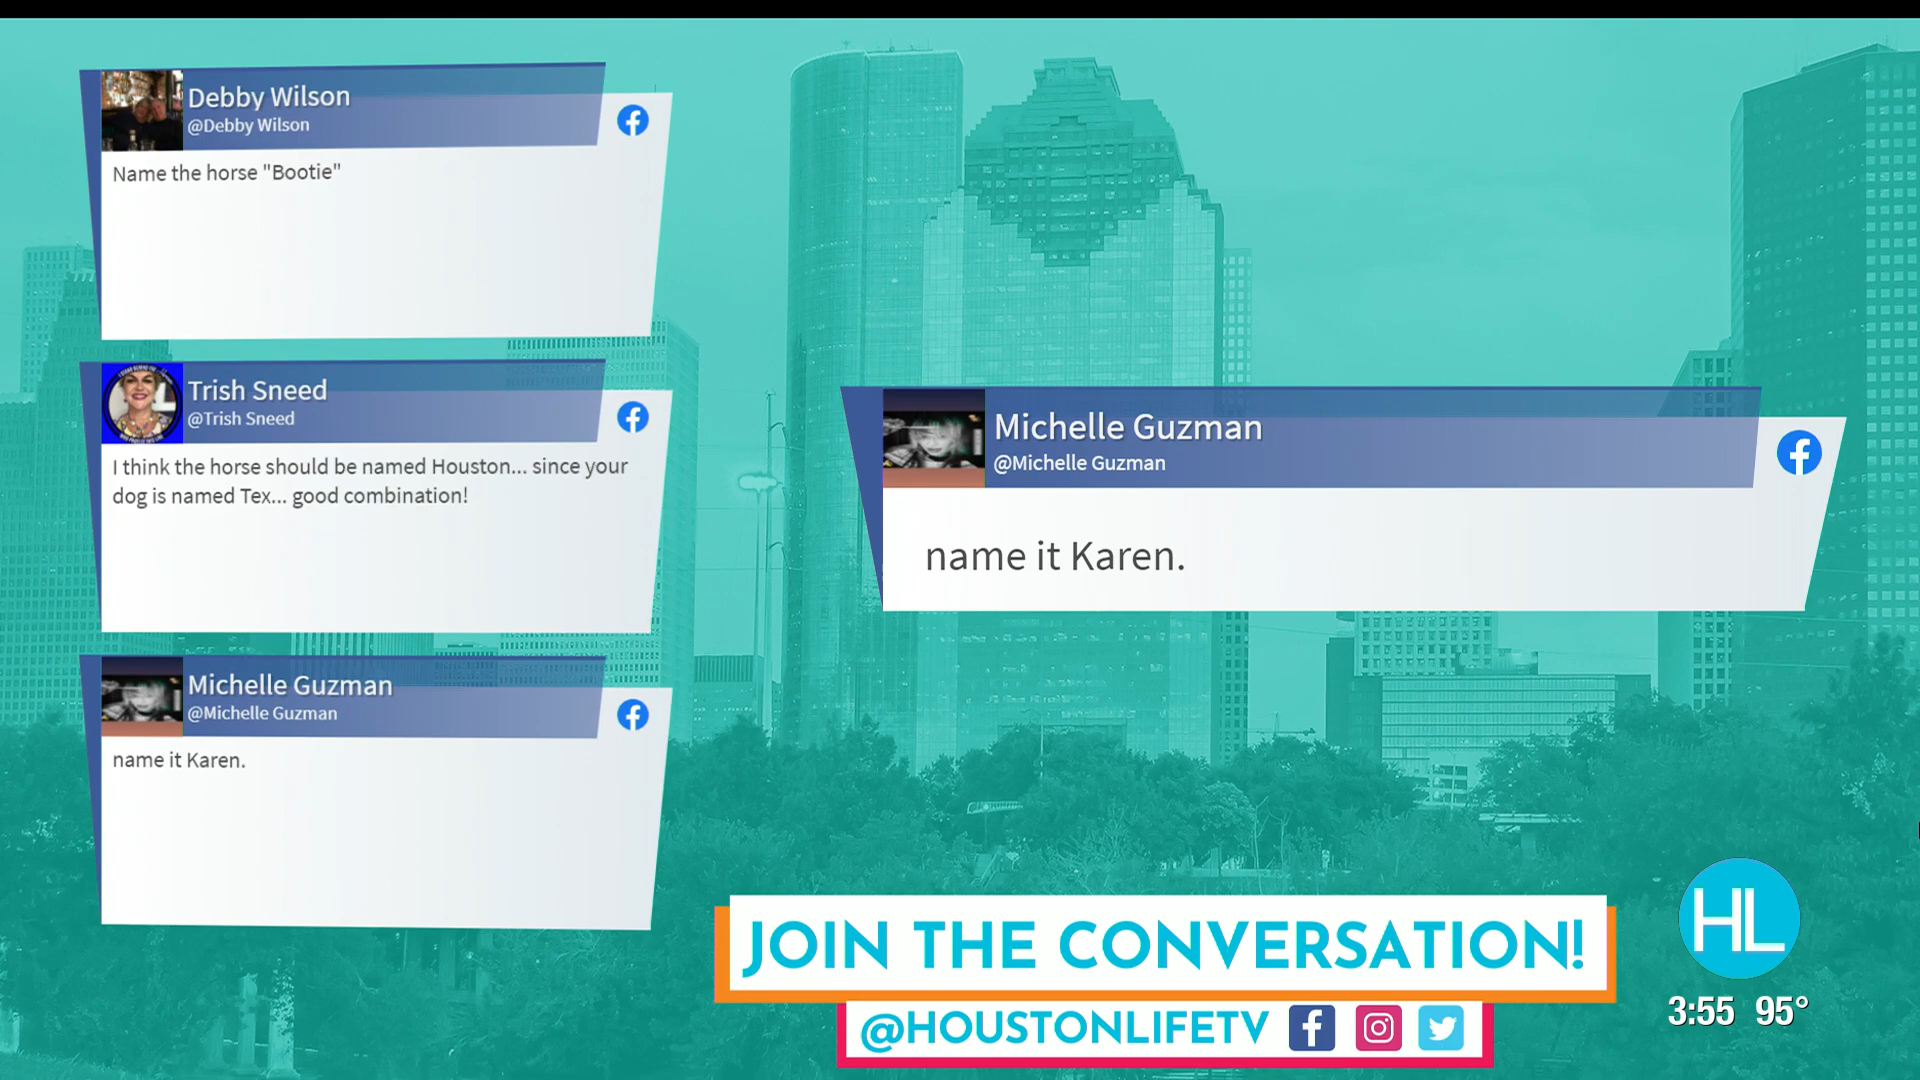 Debby Wilson
@Debby Wilson
Name the horse "Bootie"
Trish Sneed
@Trish Sneed
I think the horse should be named Houston... since your
dog is named Tex... good combination!
Michelle Guzman
@Michelle Guzman
name it Karen.
Michelle Guzman
@Michelle Guzman
name it Karen.
JOIN THE CONVERSATION!
@HOUSTONLIFETV
HL
3:55 95°